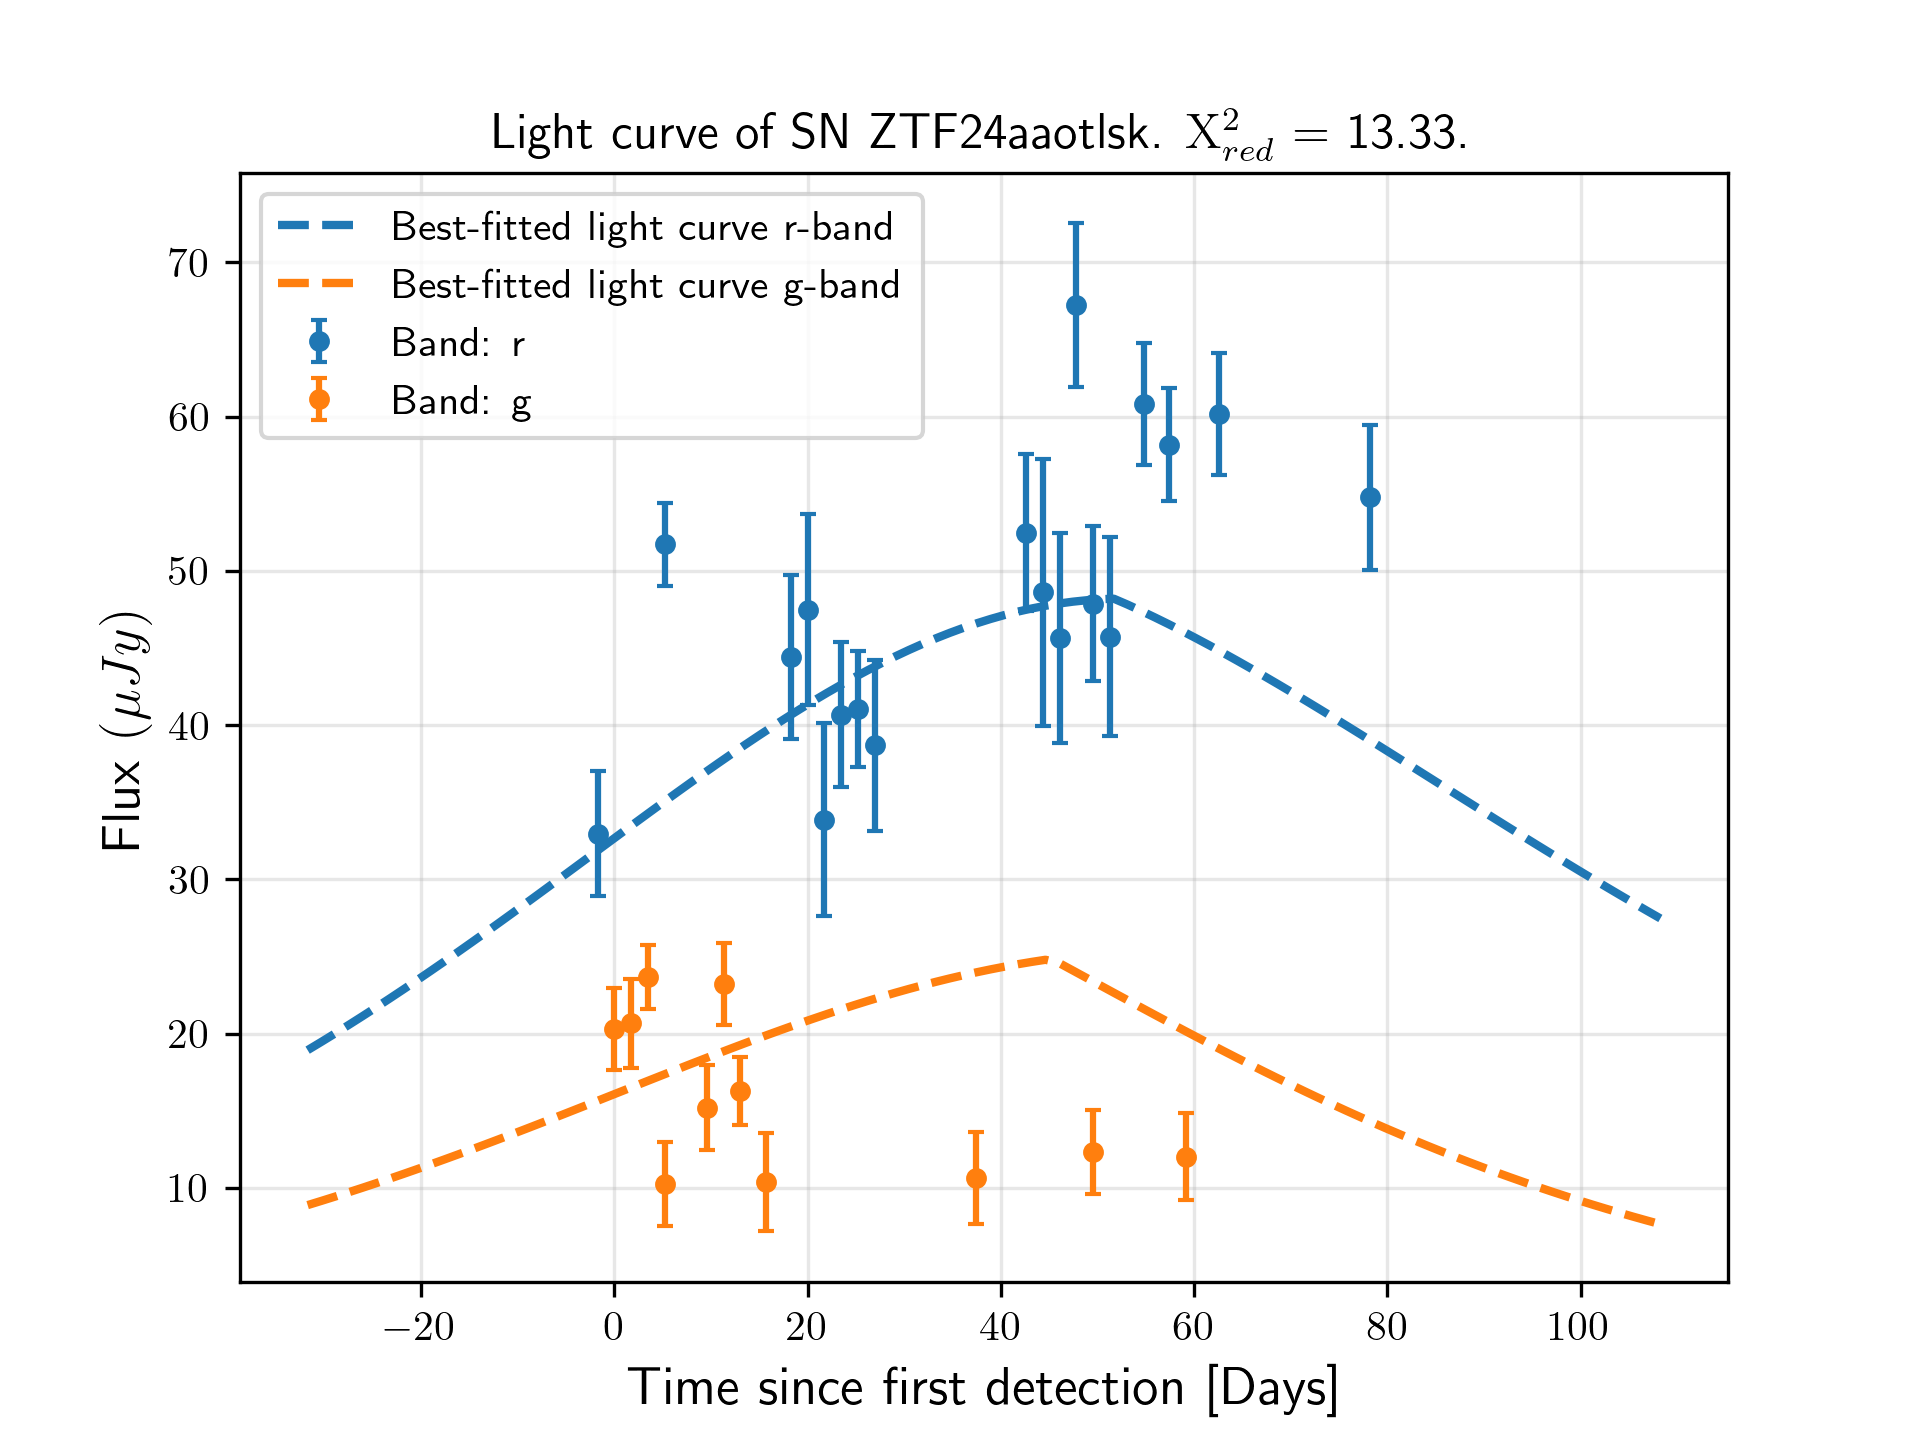 Light curve of SN ZTF24aaotlsk. X²_red = 13.33.
Best-fitted light curve r-band
Best-fitted light curve g-band
Band: r
Band: g
Flux (μJy)
70
60
50
40
30
20
10
−20 0 20 40 60 80 100
Time since first detection [Days]